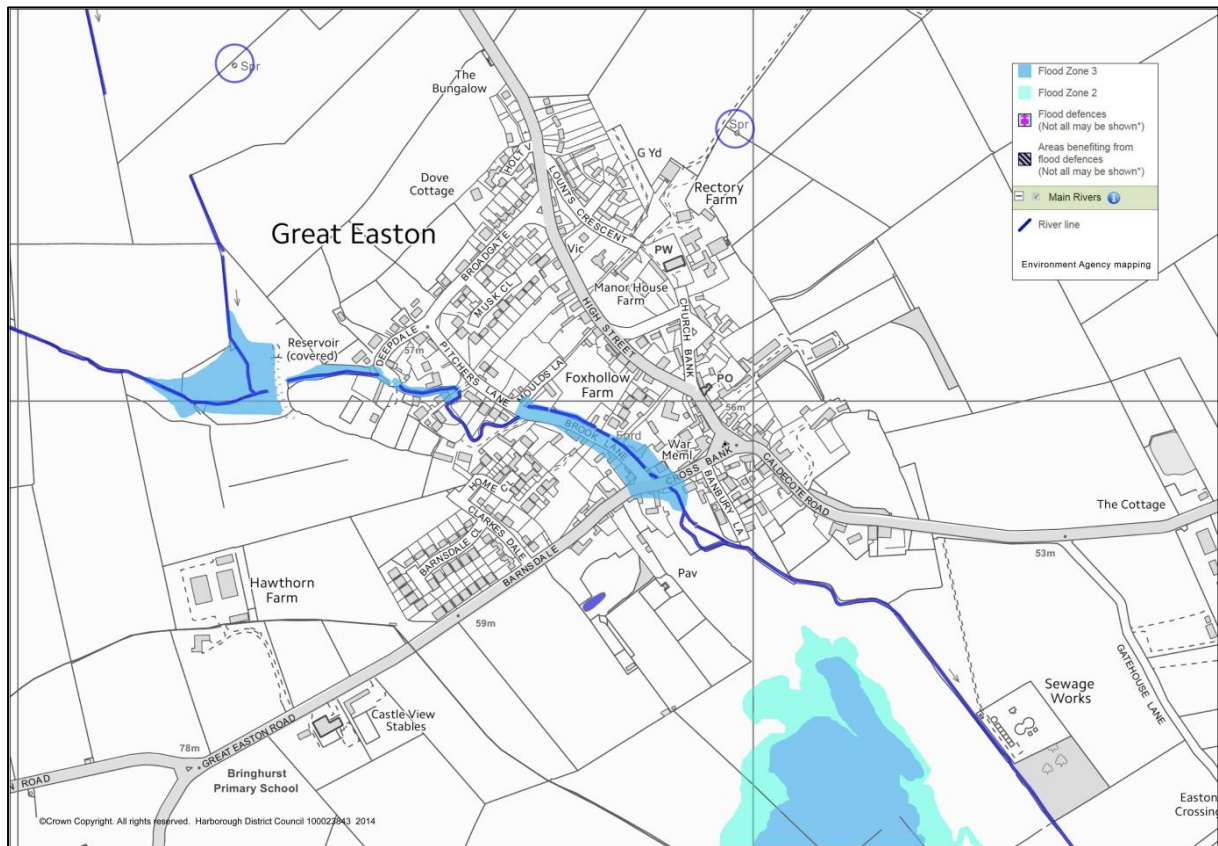 Spr
The
Bungalow
Spr
Flood Zone 3
Flood Zone 2
Flood defences
(Not all may be shown*)
Areas benefiting from
flood defences
(Not all may be shown*)
Main Rivers
River line
Environment Agency mapping
HOLT V
G Yd
Dove
Cottage
LOUNTS CRESCENT
Rectory
Farm
Great Easton
BROADGATE
Vic
PW
MUSK CL
Manor House
Farm
HIGH STREET
CHURCH BANK
Reservoir
(covered)
DEEPDALE
57m
PITCHERS LANE
MOULDS LA
Foxhollow
Farm
PO
56m
BROOK LANE
Ford
War
Meml
CROSS BANK
BANBURY LA
CALDECOTE ROAD
HOME CL
CLARKES DALE
BARNSDALE CL
BARNSDALE
The Cottage
53m
Hawthorn
Farm
Pav
59m
GATEHOUSE LANE
Sewage
Works
Castle View
Stables
GREAT EASTON ROAD
78m
ROAD
Bringhurst
Primary School
Easton
Crossing
©Crown Copyright. All rights reserved. Harborough District Council 100023843 2014